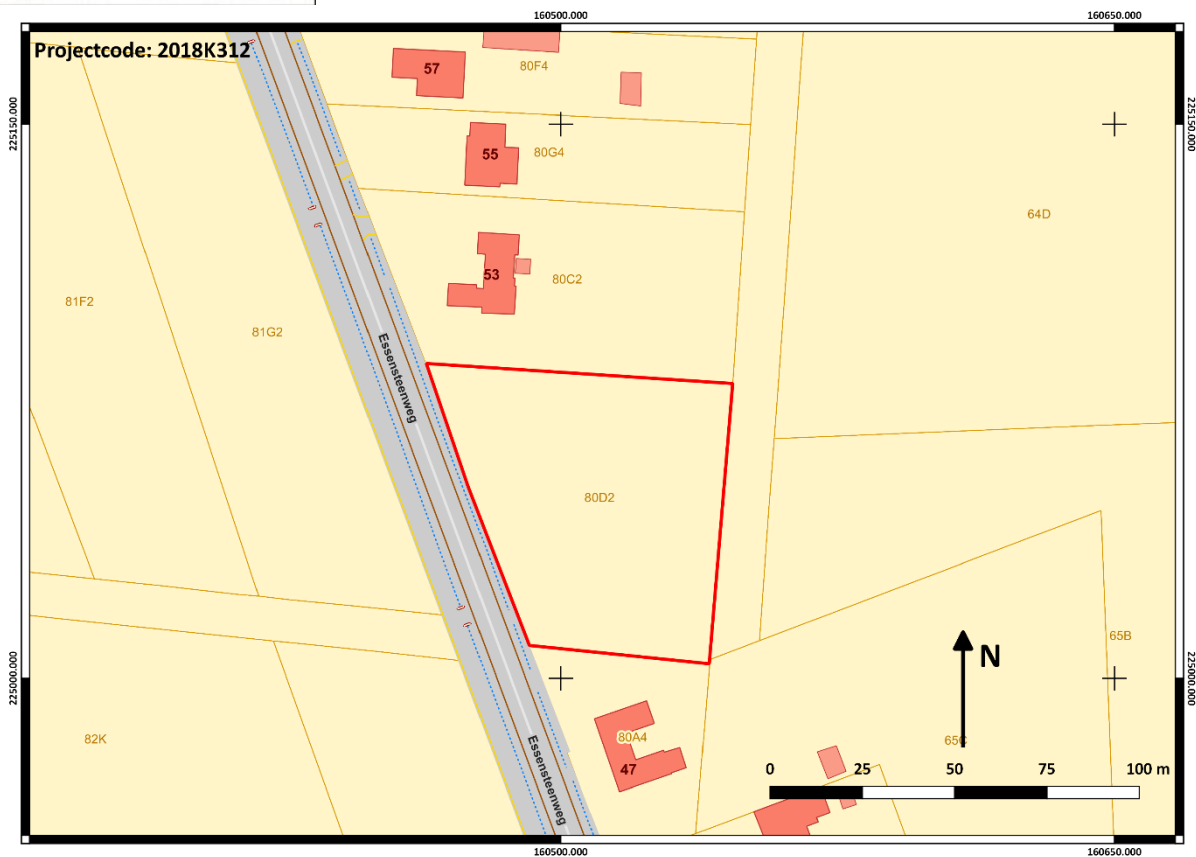 160500.000
160650.000
Projectcode: 2018K312
57
80F4
225150.000
225150.000
55
80G4
64D
53
80C2
81F2
81G2
Essensteenweg
80D2
65B
N
225000.000
225000.000
82K
80A4
65C
Essensteenweg
47
0 25 50 75 100 m
160500.000
160650.000